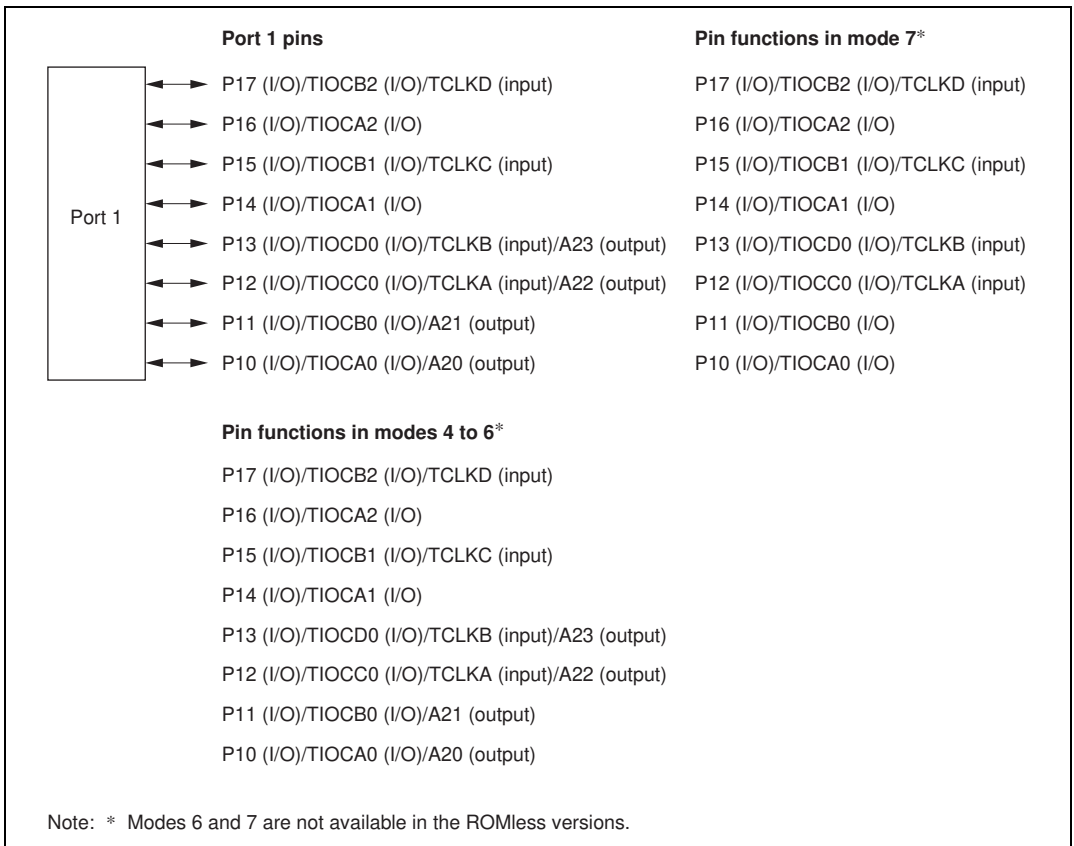 Port 1 pins Pin functions in mode 7*
P17 (I/O)/TIOCB2 (I/O)/TCLKD (input) P17 (I/O)/TIOCB2 (I/O)/TCLKD (input)
P16 (I/O)/TIOCA2 (I/O) P16 (I/O)/TIOCA2 (I/O)
P15 (I/O)/TIOCB1 (I/O)/TCLKC (input) P15 (I/O)/TIOCB1 (I/O)/TCLKC (input)
P14 (I/O)/TIOCA1 (I/O) P14 (I/O)/TIOCA1 (I/O)
Port 1
P13 (I/O)/TIOCD0 (I/O)/TCLKB (input)/A23 (output) P13 (I/O)/TIOCD0 (I/O)/TCLKB (input)
P12 (I/O)/TIOCC0 (I/O)/TCLKA (input)/A22 (output) P12 (I/O)/TIOCC0 (I/O)/TCLKA (input)
P11 (I/O)/TIOCB0 (I/O)/A21 (output) P11 (I/O)/TIOCB0 (I/O)
P10 (I/O)/TIOCA0 (I/O)/A20 (output) P10 (I/O)/TIOCA0 (I/O)
Pin functions in modes 4 to 6*
P17 (I/O)/TIOCB2 (I/O)/TCLKD (input)
P16 (I/O)/TIOCA2 (I/O)
P15 (I/O)/TIOCB1 (I/O)/TCLKC (input)
P14 (I/O)/TIOCA1 (I/O)
P13 (I/O)/TIOCD0 (I/O)/TCLKB (input)/A23 (output)
P12 (I/O)/TIOCC0 (I/O)/TCLKA (input)/A22 (output)
P11 (I/O)/TIOCB0 (I/O)/A21 (output)
P10 (I/O)/TIOCA0 (I/O)/A20 (output)
Note: * Modes 6 and 7 are not available in the ROMless versions.